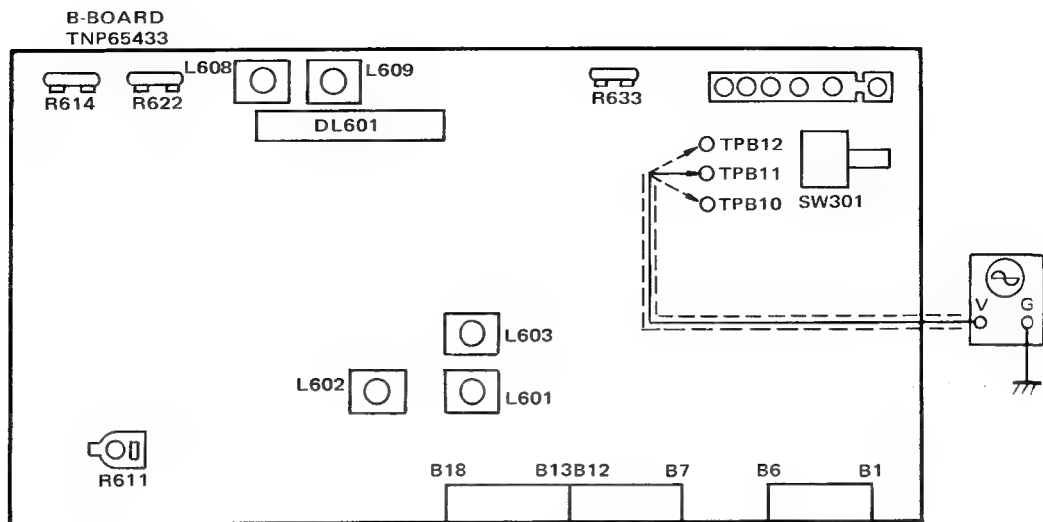 B-BOARD
TNP65433
L608
L609
R614
R622
R633
DL601
TPB12
TPB11
TPB10
SW301
V
G
L603
L602
L601
R611
B18
B13
B12
B7
B6
B1